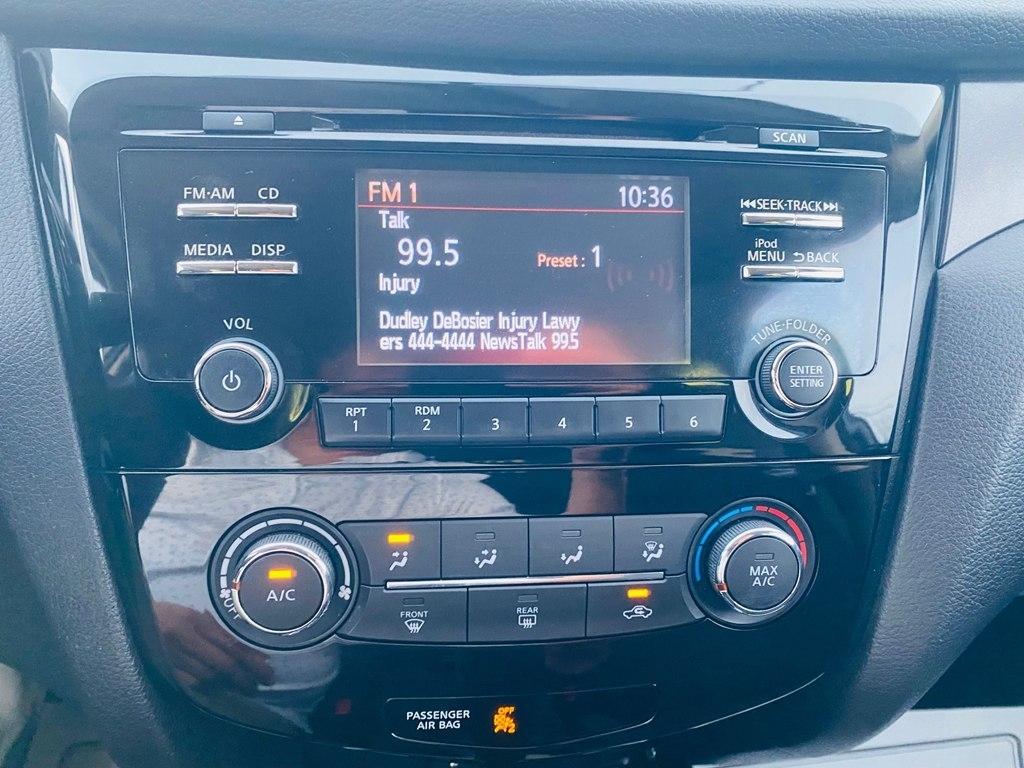 SCAN
FM·AM CD
FM 1 10:36
SEEK·TRACK
Talk
99.5
Preset : 1
MEDIA DISP
iPod
MENU BACK
Injury
Dudley DeBosier Injury Lawy
ers 444-4444 NewsTalk 99.5
VOL
TUNE·FOLDER
ENTER
SETTING
RPT RDM
1 2 3 4 5 6
A/C
OFF
MAX
A/C
FRONT
REAR
PASSENGER
AIR BAG
OFF
2